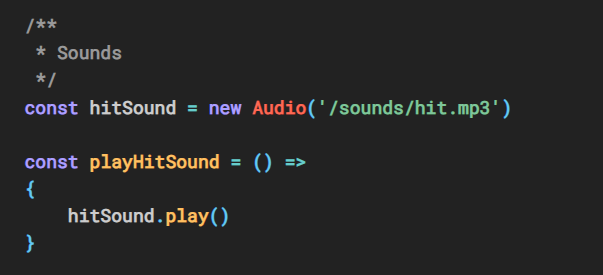 /**
 * Sounds
 */
const hitSound = new Audio('/sounds/hit.mp3')
const playHitSound = () =>
{
    hitSound.play()
}